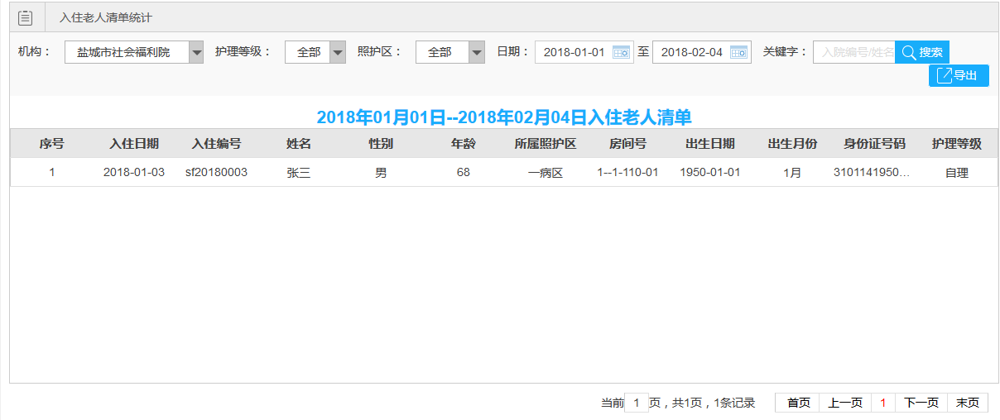 入住老人清单统计
机构： 盐城市社会福利院 护理等级： 全部 照护区： 全部 日期： 2018-01-01 至 2018-02-04 关键字： 入院编号/姓名 搜索
导出
2018年01月01日--2018年02月04日入住老人清单
序号 入住日期 入住编号 姓名 性别 年龄 所属照护区 房间号 出生日期 出生月份 身份证号码 护理等级
1 2018-01-03 sf20180003 张三 男 68 一病区 1--1-110-01 1950-01-01 1月 3101141950... 自理
当前 1 页，共1页，1条记录 首页 上一页 1 下一页 末页